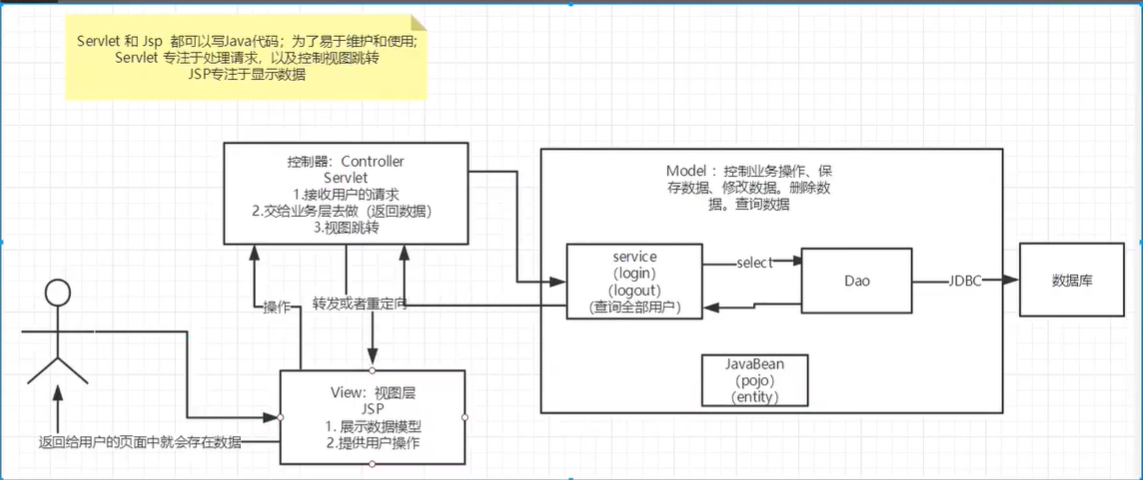 Servlet 和 Jsp 都可以写Java代码；为了易于维护和使用;
Servlet 专注于处理请求，以及控制视图跳转
JSP专注于显示数据
控制器：Controller
Servlet
1.接收用户的请求
2.交给业务层去做（返回数据）
3.视图跳转
Model ：控制业务操作、保
存数据、修改数据。删除数
据。查询数据
service
（login）
（logout）
（查询全部用户）
select
Dao
JDBC
数据库
操作
转发或者重定向
JavaBean
（pojo）
（entity）
View：视图层
JSP
1. 展示数据模型
2.提供用户操作
返回给用户的页面中就会存在数据